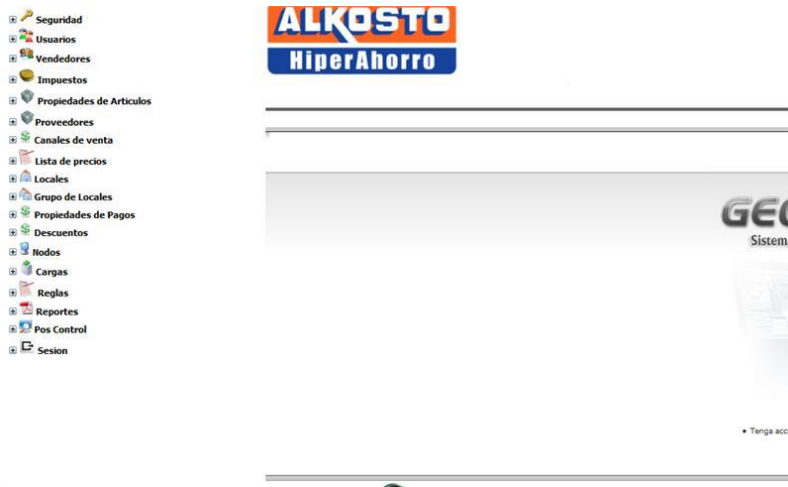 Seguridad
Usuarios
Vendedores
Impuestos
Propiedades de Articulos
Proveedores
Canales de venta
Lista de precios
Locales
Grupo de Locales
Propiedades de Pagos
Descuentos
Nodos
Cargas
Reglas
Reportes
Pos Control
Sesion
ALKOSTO
HiperAhorro
GEO
Sistem
• Tenga acc